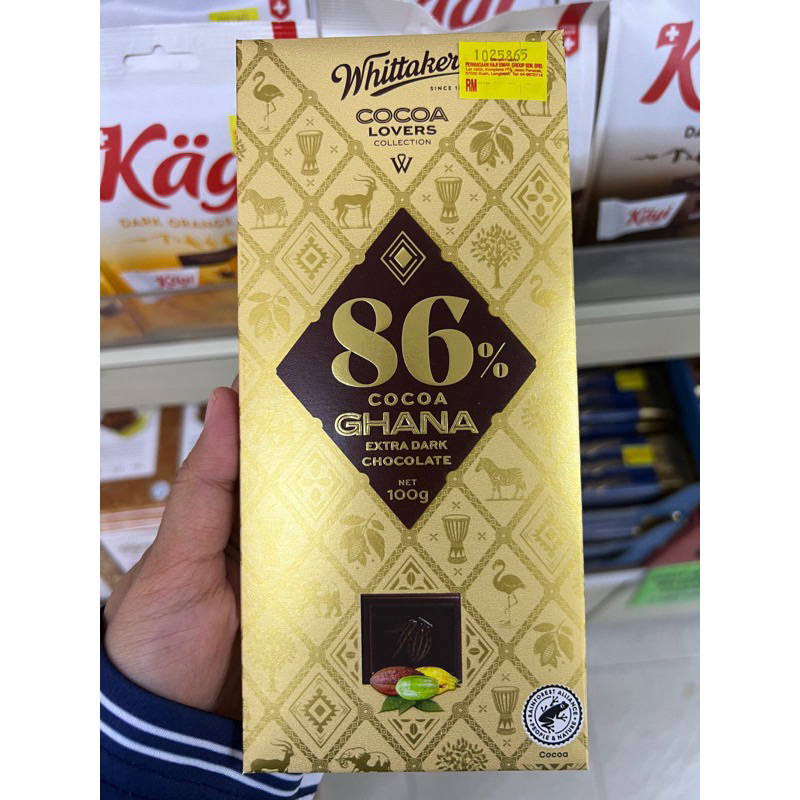 Whittaker
SINCE
1025865
RM
COCOA
LOVERS
COLLECTION
86%
COCOA
GHANA
EXTRA DARK
CHOCOLATE
NET
100g
RAINFOREST ALLIANCE
PEOPLE & NATURE
Cocoa
Käg
DARK ORANGE
Kägi
Kägi
K